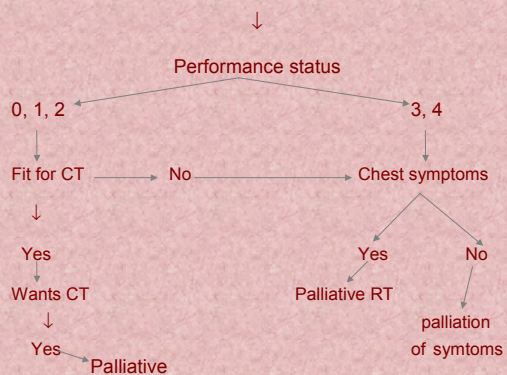 ↓
Performance status
0, 1, 2 3, 4
Fit for CT No Chest symptoms
↓
Yes Yes No
Wants CT Palliative RT
↓
palliation
of symtoms
Yes
Palliative